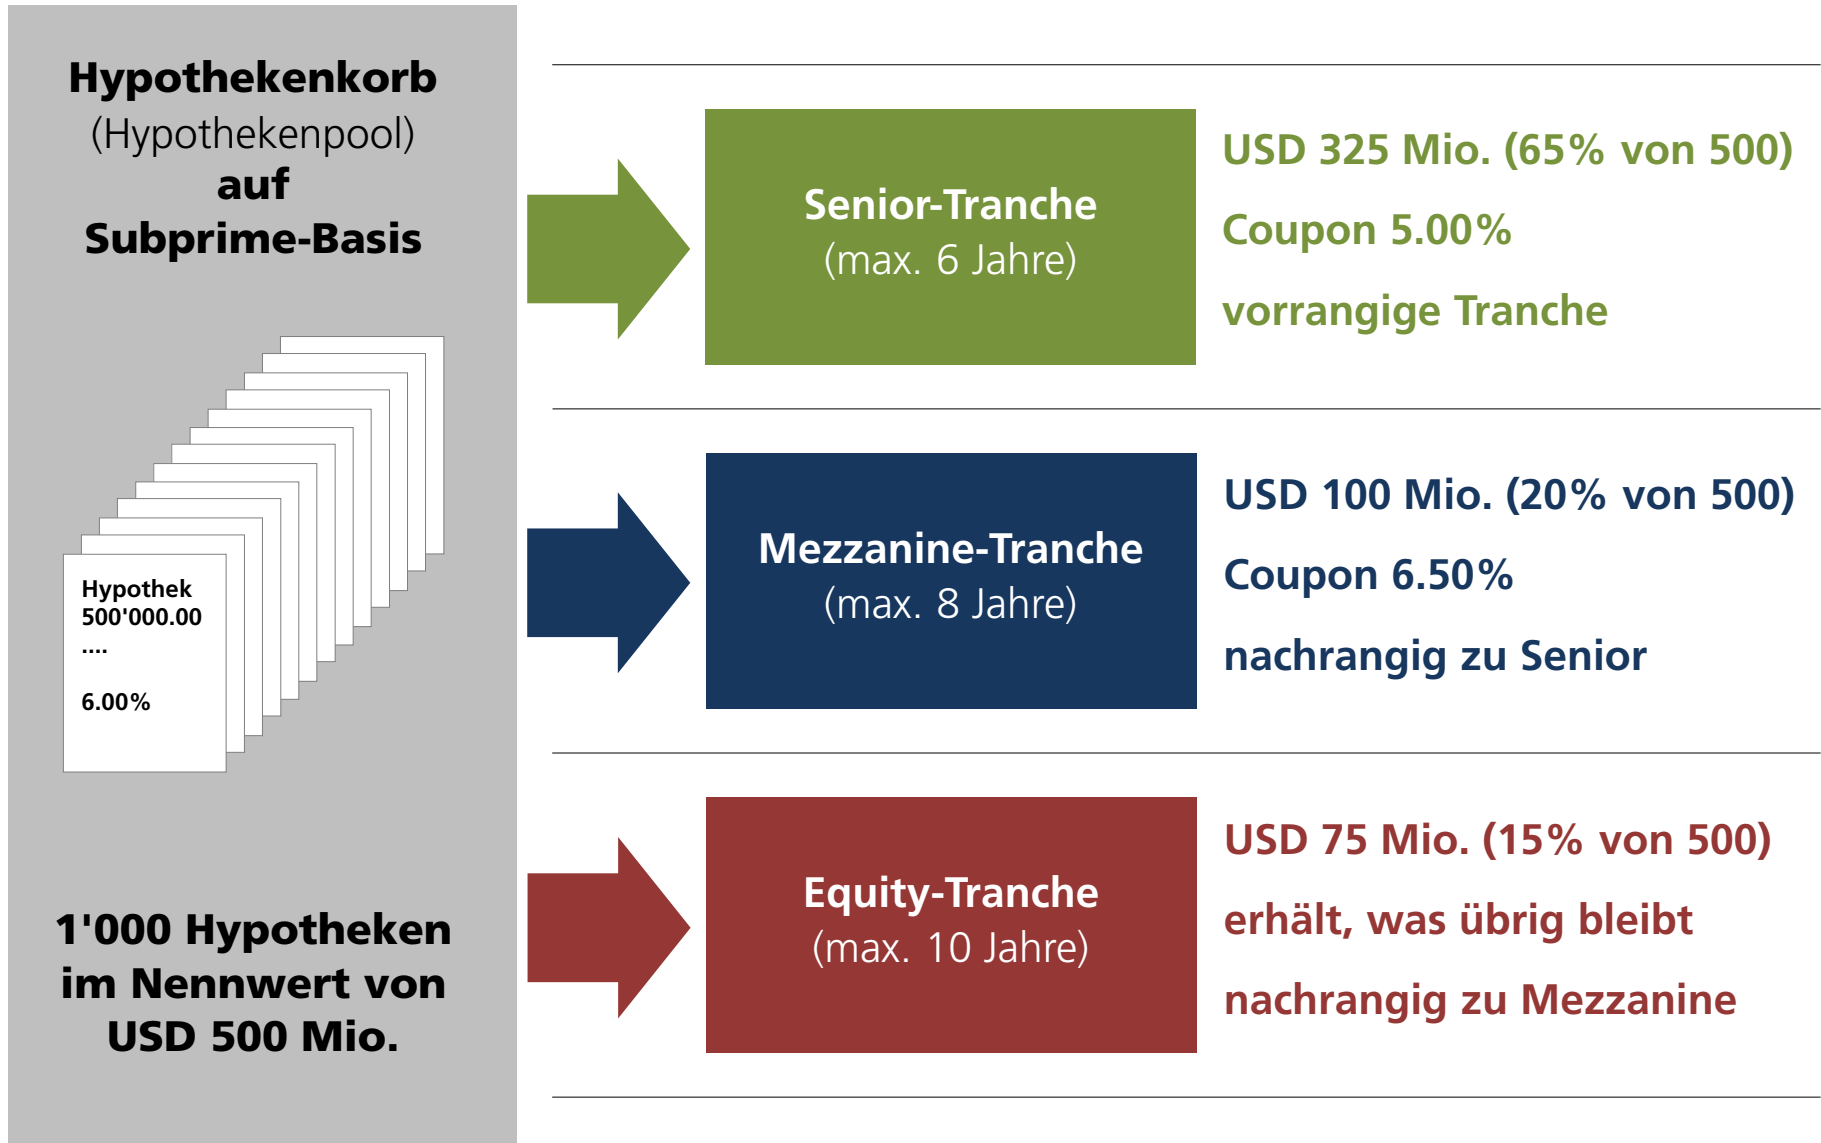 Hypothekenkorb
(Hypothekenpool)
auf
Subprime-Basis
Hypothek
500'000.00
....
6.00%
1'000 Hypotheken
im Nennwert von
USD 500 Mio.
Senior-Tranche
(max. 6 Jahre)
USD 325 Mio. (65% von 500)
Coupon 5.00%
vorrangige Tranche
Mezzanine-Tranche
(max. 8 Jahre)
USD 100 Mio. (20% von 500)
Coupon 6.50%
nachrangig zu Senior
Equity-Tranche
(max. 10 Jahre)
USD 75 Mio. (15% von 500)
erhält, was übrig bleibt
nachrangig zu Mezzanine